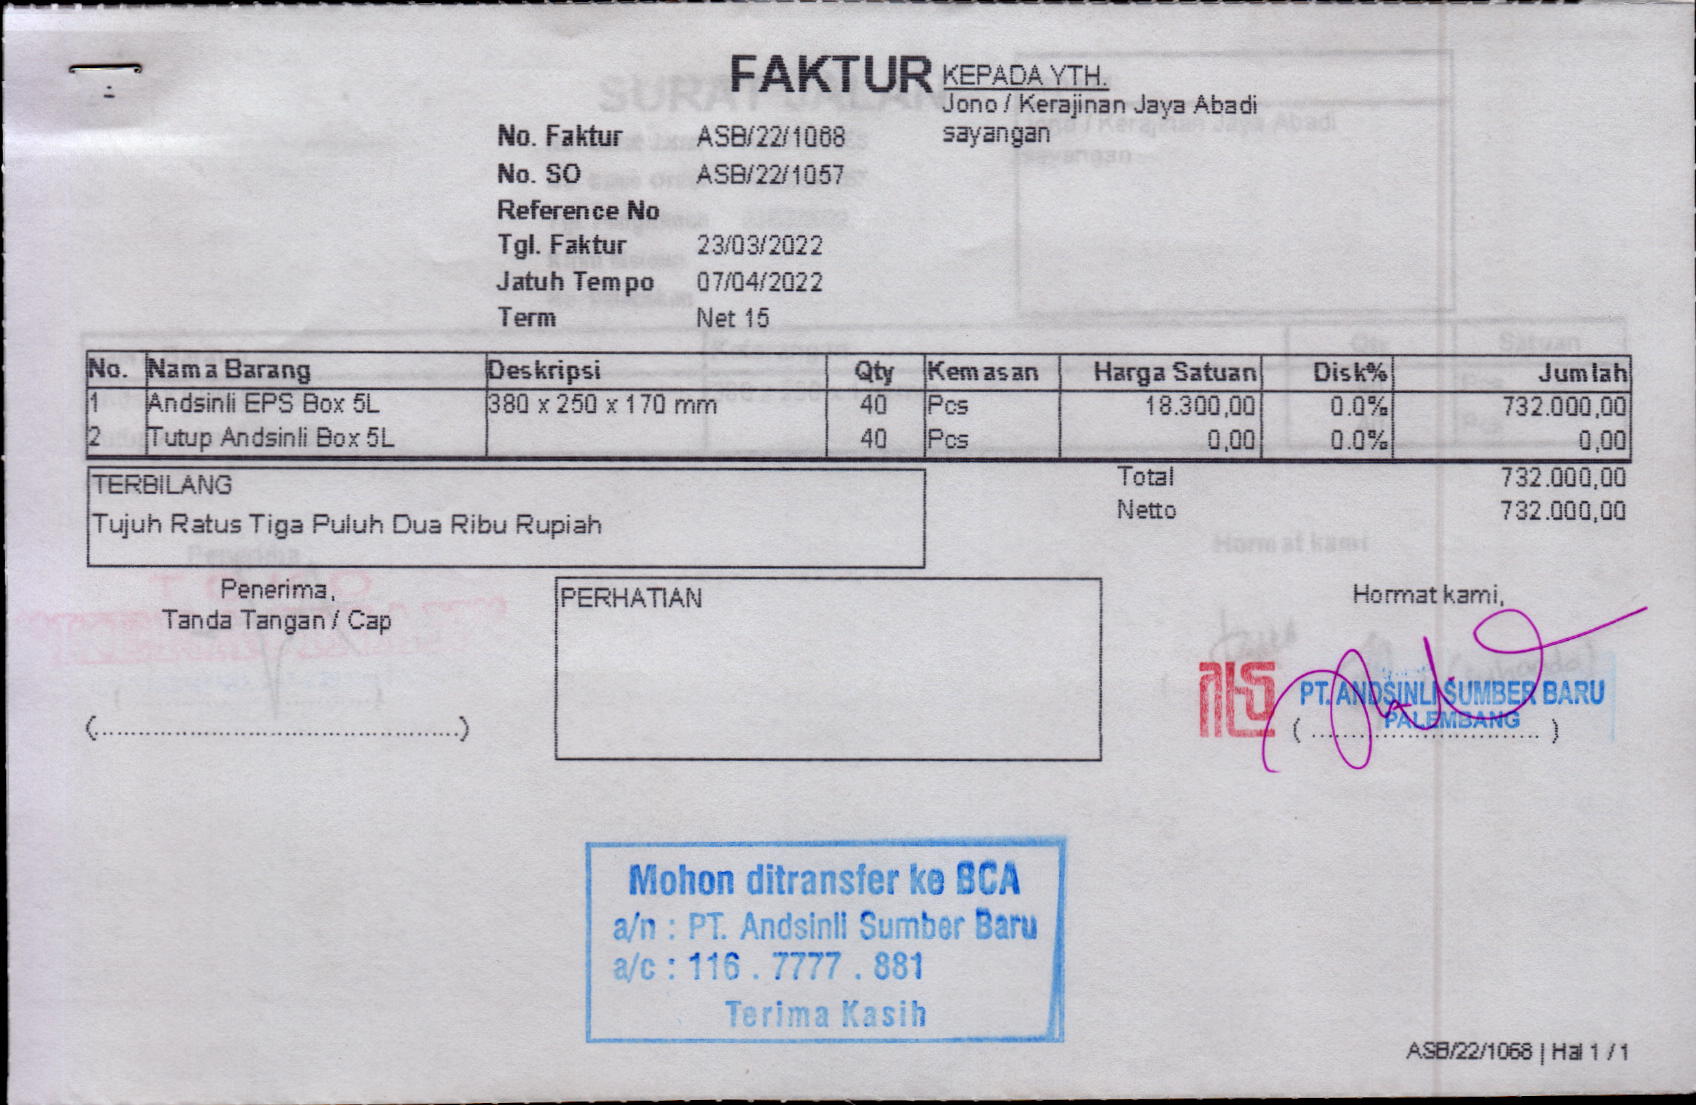 FAKTUR
KEPADA YTH.
Jono / Kerajinan Jaya Abadi
sayangan
No. Faktur ASB/22/1068
No. SO ASB/22/1057
Reference No
Tgl. Faktur 23/03/2022
Jatuh Tempo 07/04/2022
Term Net 15
No. Nama Barang Deskripsi Qty Kemasan Harga Satuan Disk% Jumlah
1 Andsinli EPS Box 5L 380 x 250 x 170 mm 40 Pcs 18.300,00 0.0% 732.000,00
2 Tutup Andsinli Box 5L 40 Pcs 0,00 0.0% 0,00
Total 732.000,00
Netto 732.000,00
TERBILANG
Tujuh Ratus Tiga Puluh Dua Ribu Rupiah
Penerima,
Tanda Tangan / Cap
(................................................)
PERHATIAN
Hormat kami,
PT. ANDSINLI SUMBER BARU
PALEMBANG
( .............................. )
Mohon ditransfer ke BCA
a/n : PT. Andsinli Sumber Baru
a/c : 116 . 7777 . 881
Terima Kasih
ASB/22/1068 | Hal 1 / 1